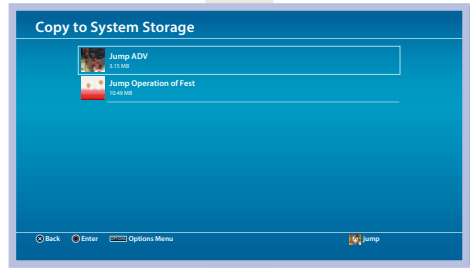 Copy to System Storage
Jump ADV
3.15 MB
Jump Operation of Fest
10.49 MB
Back Enter OPTIONS Options Menu jump